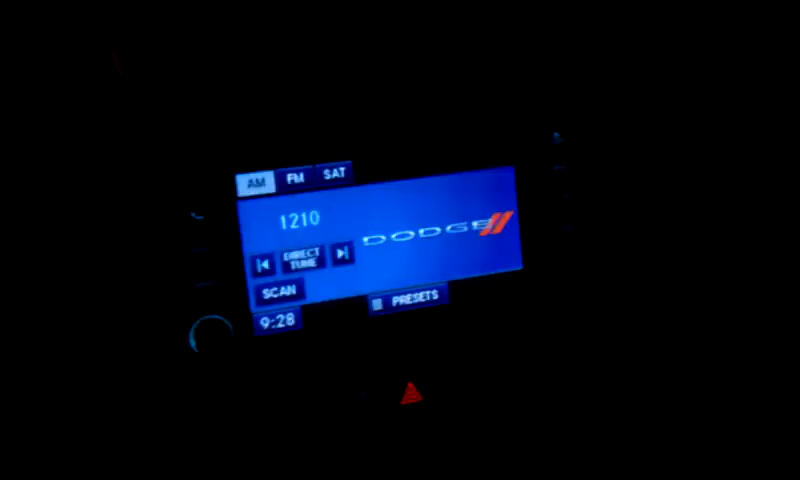 AM FM SAT
1210
DODGE
DIRECT
TUNE
SCAN
9:28
PRESETS